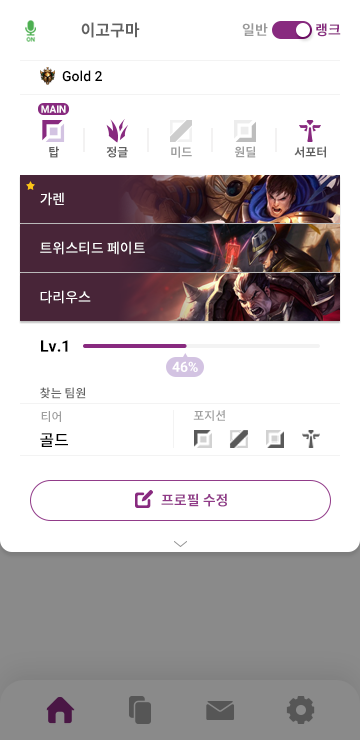 ON
이고구마
일반
랭크
Gold 2
MAIN
탑
정글
미드
원딜
서포터
가렌
트위스티드 페이트
다리우스
Lv.1
46%
찾는 팀원
티어
포지션
골드
프로필 수정